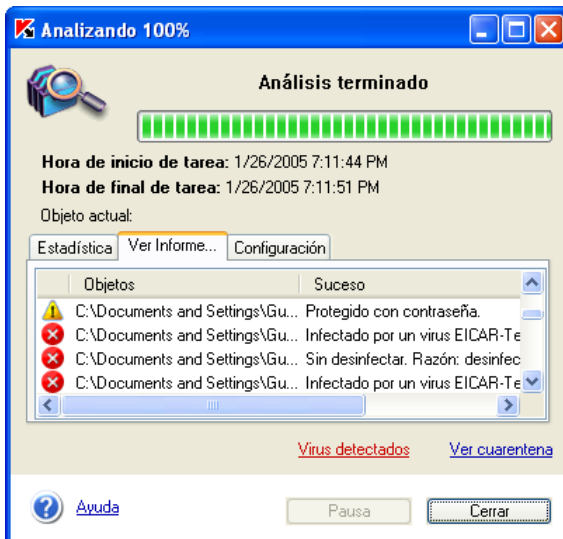 Analizando 100%
Análisis terminado
Hora de inicio de tarea: 1/26/2005 7:11:44 PM
Hora de final de tarea: 1/26/2005 7:11:51 PM
Objeto actual:
Estadística Ver Informe... Configuración
Objetos Suceso
C:\Documents and Settings\Gu... Protegido con contraseña.
C:\Documents and Settings\Gu... Infectado por un virus EICAR-Te
C:\Documents and Settings\Gu... Sin desinfectar. Razón: desinfec
C:\Documents and Settings\Gu... Infectado por un virus EICAR-Te
Virus detectados Ver cuarentena
Ayuda Pausa Cerrar